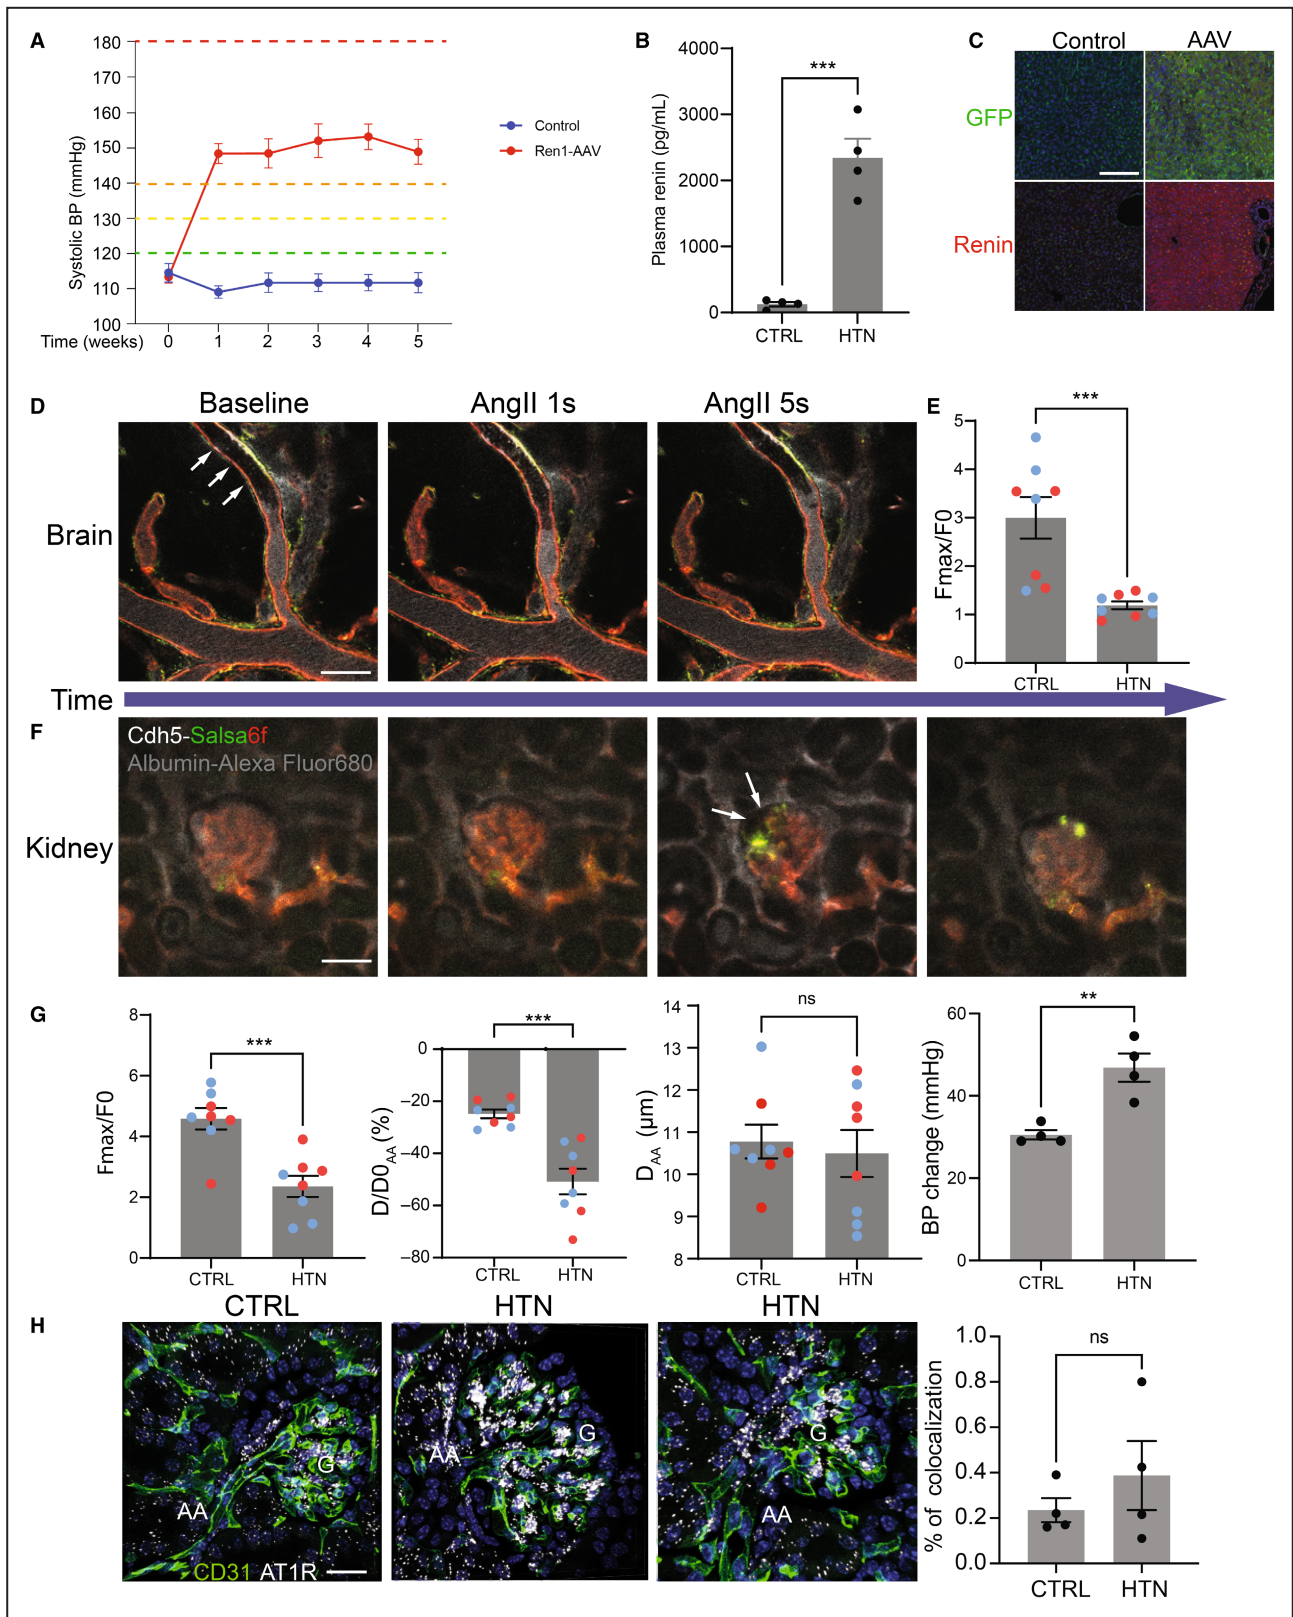 A
180
170
160
150
140
130
120
110
100
Systolic BP (mmHg)
Time (weeks)
0 1 2 3 4 5
Control
Ren1-AAV
B
4000
3000
2000
1000
0
Plasma renin (pg/mL)
***
CTRL HTN
C
Control AAV
GFP
Renin
D
Baseline AngII 1s AngII 5s
Brain
E
5
4
3
2
1
0
Fmax/F0
***
CTRL HTN
Time
F
Cdh5-Salsa6f
Albumin-Alexa Fluor680
Kidney
G
8
6
4
2
0
Fmax/F0
***
CTRL HTN
0
−20
−40
−60
−80
D/D0AA (%)
***
CTRL HTN
14
13
12
11
10
9
8
DAA (µm)
ns
CTRL HTN
60
40
20
0
BP change (mmHg)
**
CTRL HTN
H
CTRL HTN HTN
G
AA
CD31 AT1R
G
AA
G
AA
1.0
0.8
0.6
0.4
0.2
0.0
% of colocalization
ns
CTRL HTN